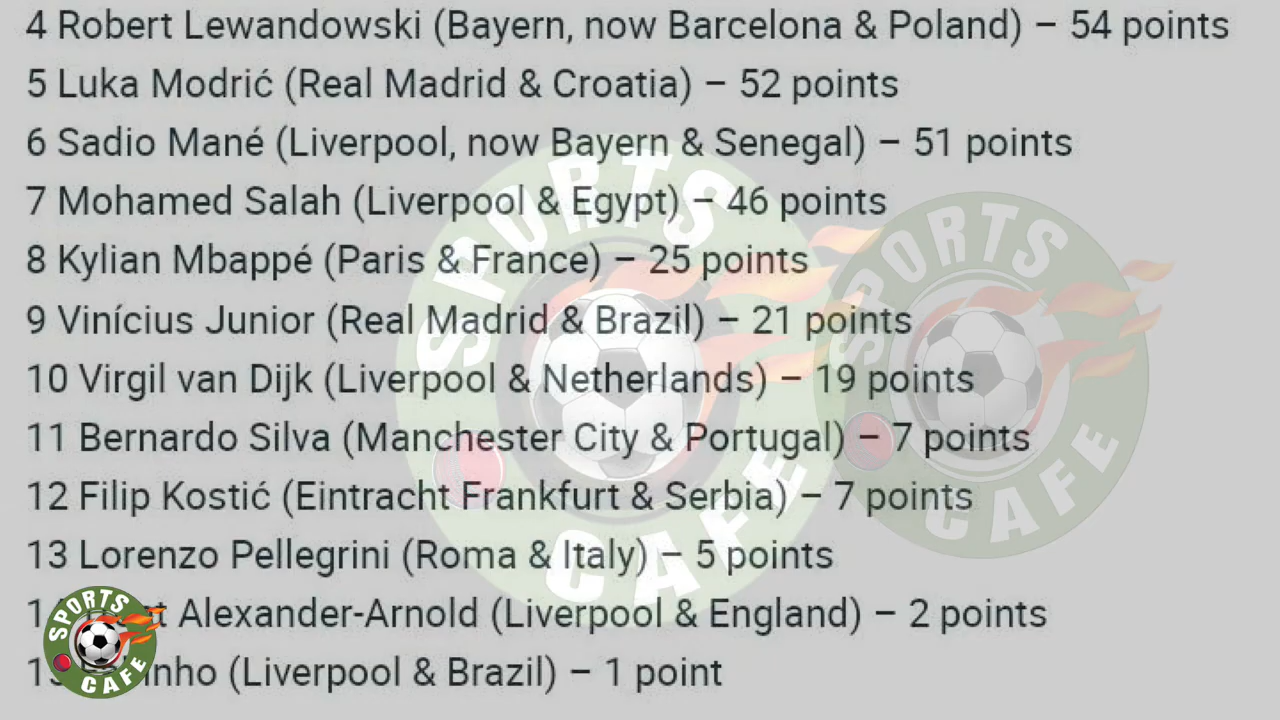 4 Robert Lewandowski (Bayern, now Barcelona & Poland) – 54 points
5 Luka Modrić (Real Madrid & Croatia) – 52 points
6 Sadio Mané (Liverpool, now Bayern & Senegal) – 51 points
7 Mohamed Salah (Liverpool & Egypt) – 46 points
8 Kylian Mbappé (Paris & France) – 25 points
9 Vinícius Junior (Real Madrid & Brazil) – 21 points
10 Virgil van Dijk (Liverpool & Netherlands) – 19 points
11 Bernardo Silva (Manchester City & Portugal) – 7 points
12 Filip Kostić (Eintracht Frankfurt & Serbia) – 7 points
13 Lorenzo Pellegrini (Roma & Italy) – 5 points
Alexander-Arnold (Liverpool & England) – 2 points
(Liverpool & Brazil) – 1 point
SPORTS CAFE
SPORTS CAFE
SPORTS CAFE